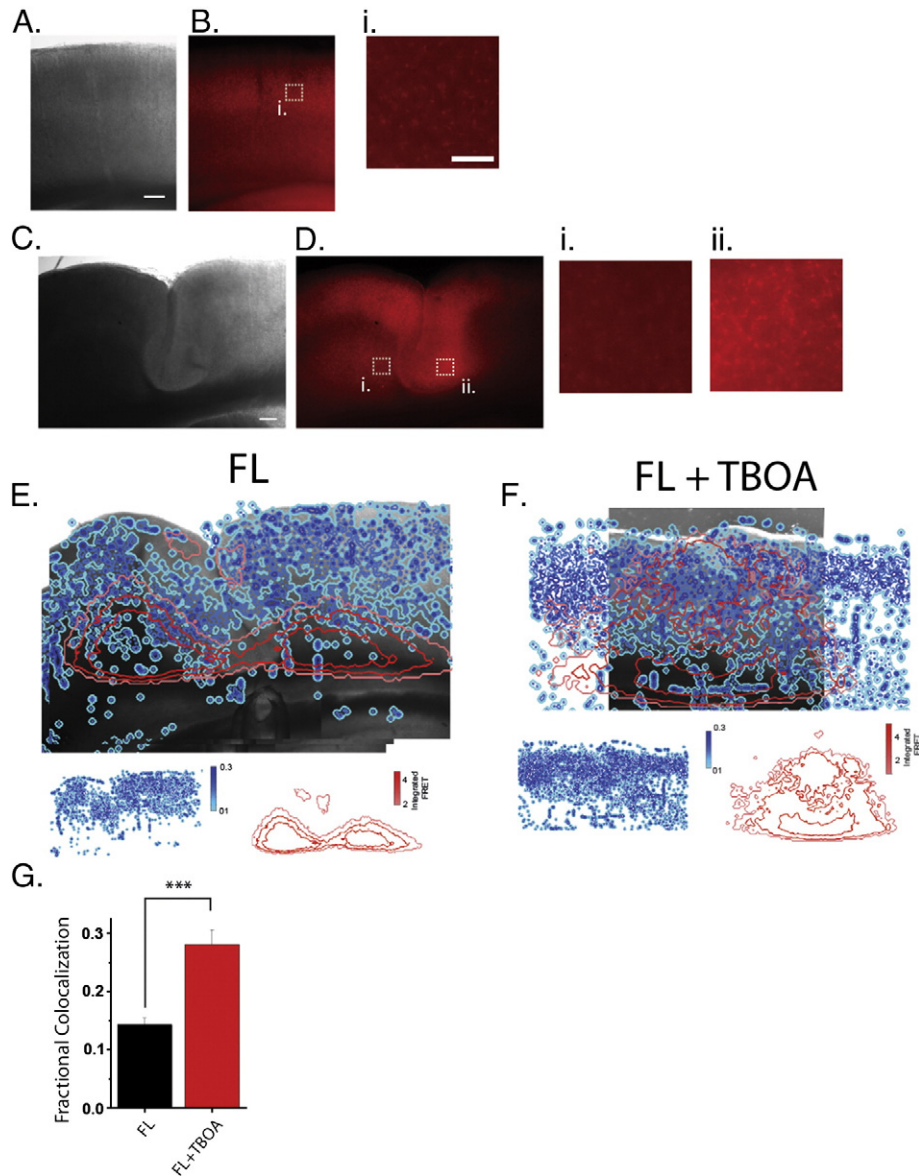 A.
B.
i.
i.
C.
D.
i.
ii.
i.
ii.
FL
E.
FL + TBOA
F.
0.3
01
4
2
Integrated
FRET
0.3
01
4
2
Integrated
FRET
G.
***
Fractional Colocalization
0.3
0.2
0.1
0.0
FL
FL+TBOA